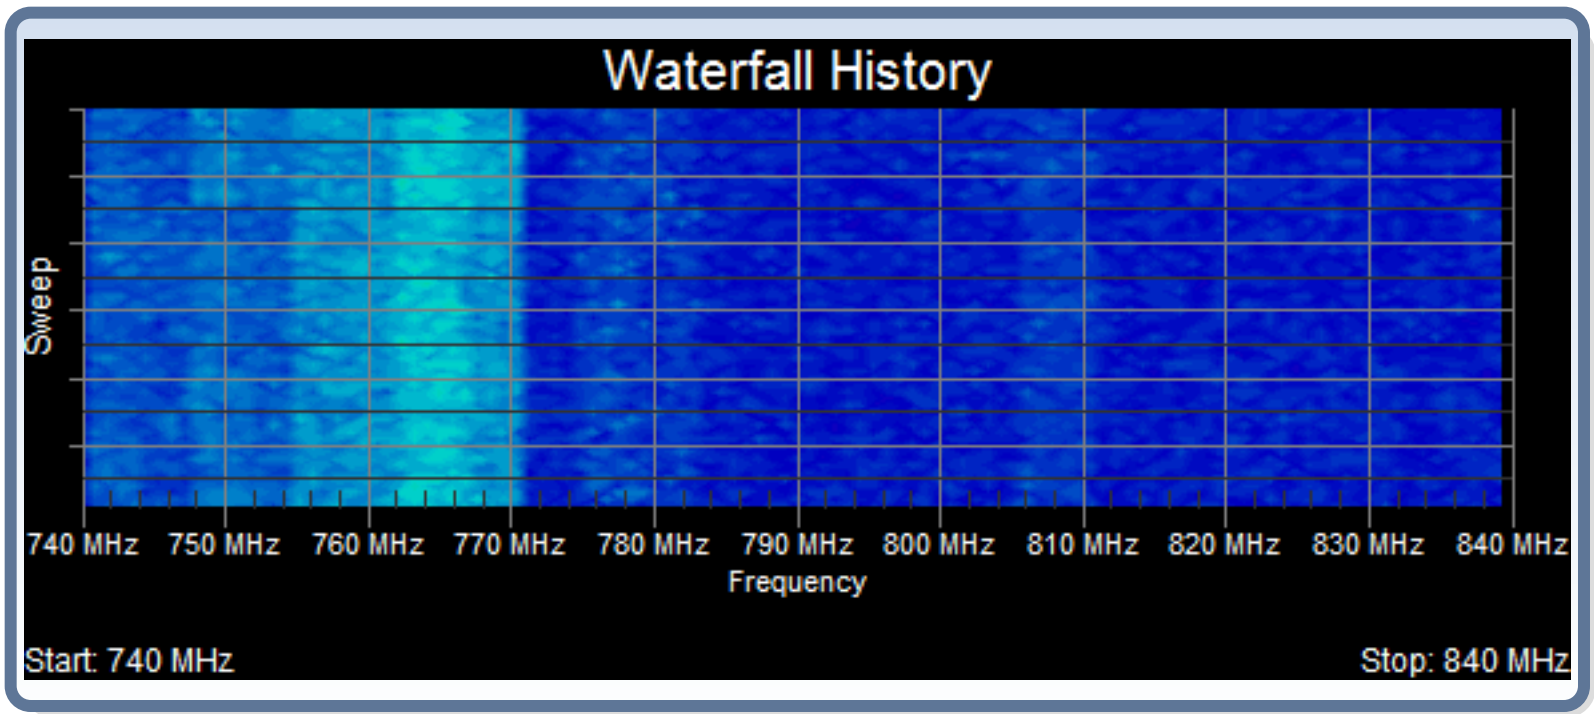 Waterfall History
Sweep
740 MHz 750 MHz 760 MHz 770 MHz 780 MHz 790 MHz 800 MHz 810 MHz 820 MHz 830 MHz 840 MHz
Frequency
Start: 740 MHz
Stop: 840 MHz